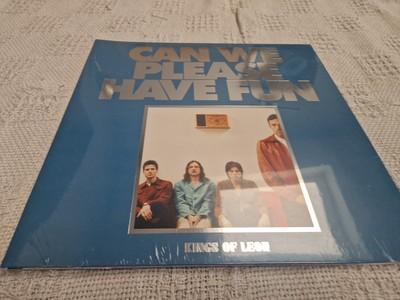 CAN WE
PLEASE
HAVE FUN
KINGS OF LEON